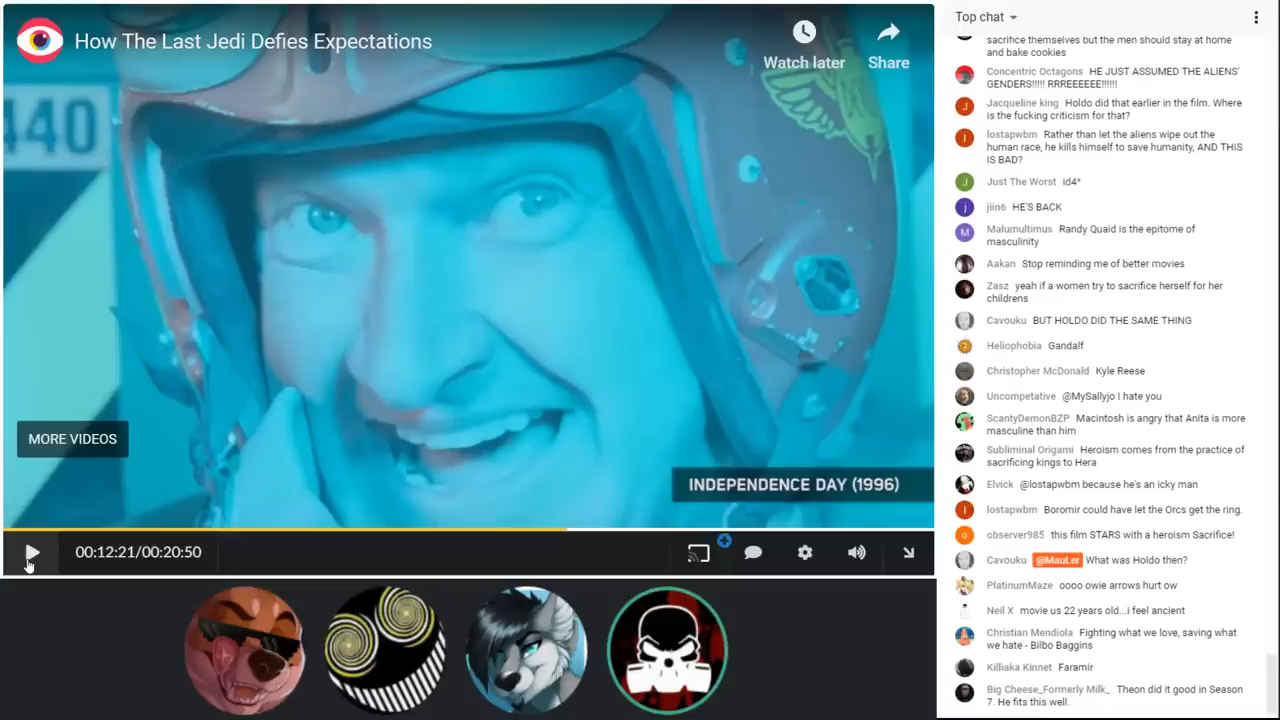 How The Last Jedi Defies Expectations
Watch later
Share
440
MORE VIDEOS
INDEPENDENCE DAY (1996)
00:12:21/00:20:50
Top chat
sacrifice themselves but the men should stay at home
and bake cookies
Concentric Octagons HE JUST ASSUMED THE ALIENS'
GENDERS!!!!! RRREEEEEE!!!!!!
J
Jacqueline king Holdo did that earlier in the film. Where
is the fucking criticism for that?
l
lostapwbm Rather than let the aliens wipe out the
human race, he kills himself to save humanity, AND THIS
IS BAD?
J
Just The Worst id4*
j
jiin6 HE'S BACK
M
Malumultimus Randy Quaid is the epitome of
masculinity
Aakan Stop reminding me of better movies
Zasz yeah if a women try to sacrifice herself for her
childrens
Cavouku BUT HOLDO DID THE SAME THING
Heliophobia Gandalf
Christopher McDonald Kyle Reese
Uncompetative @MySallyjo I hate you
ScantyDemonBZP Macintosh is angry that Anita is more
masculine than him
Subliminal Origami Heroism comes from the practice of
sacrificing kings to Hera
Elvick @lostapwbm because he's an icky man
l
lostapwbm Boromir could have let the Orcs get the ring.
o
observer985 this film STARS with a heroism Sacrifice!
Cavouku @MauLer What was Holdo then?
PlatinumMaze oooo owie arrows hurt ow
Neil X movie us 22 years old...i feel ancient
Christian Mendiola Fighting what we love, saving what
we hate - Bilbo Baggins
Killiaka Kinnet Faramir
Big Cheese_Formerly Milk_ Theon did it good in Season
7. He fits this well.